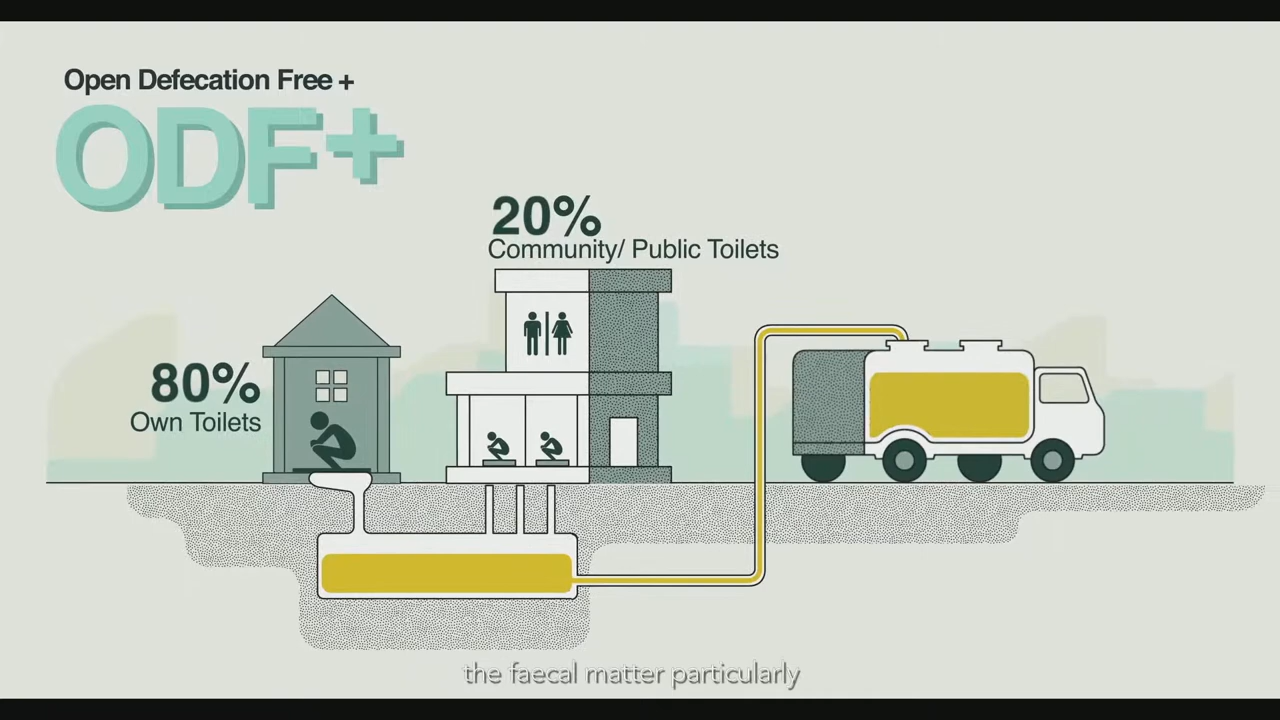 Open Defecation Free +
ODF+
20%
Community/ Public Toilets
80%
Own Toilets
the faecal matter particularly